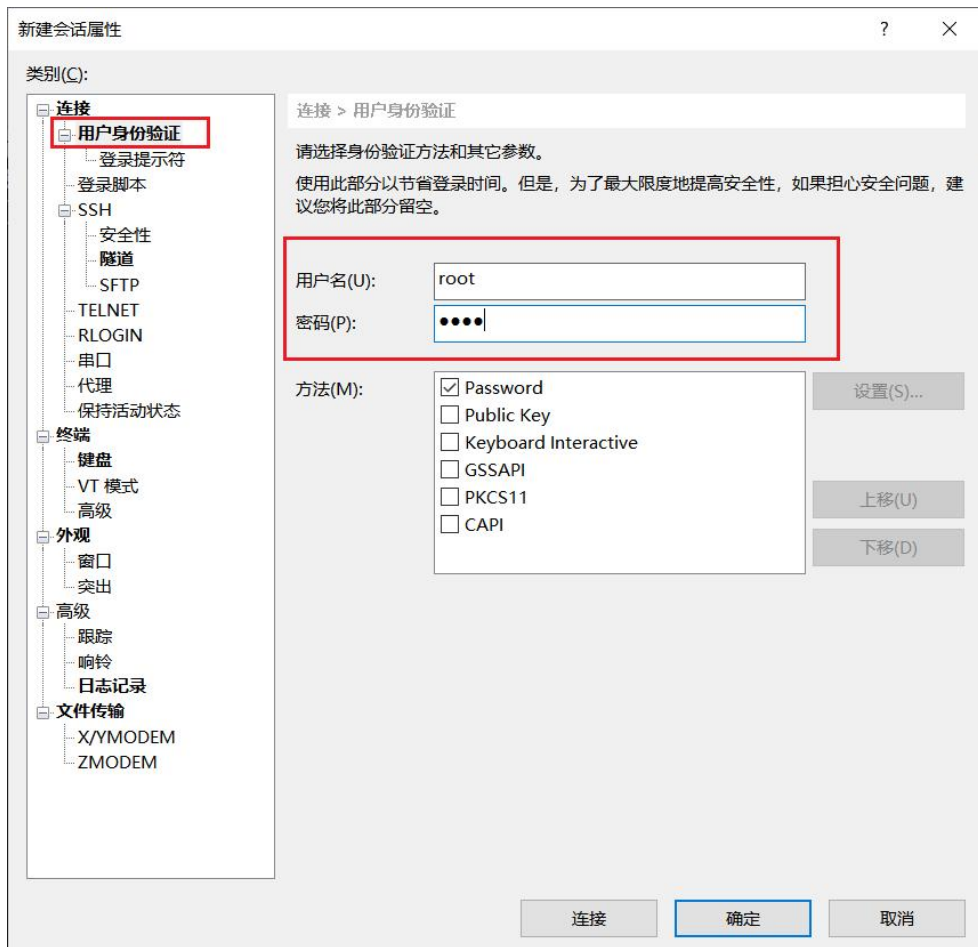 新建会话属性
?
类别(C):
连接
用户身份验证
登录提示符
登录脚本
SSH
安全性
隧道
SFTP
TELNET
RLOGIN
串口
代理
保持活动状态
终端
键盘
VT 模式
高级
外观
窗口
突出
高级
跟踪
响铃
日志记录
文件传输
X/YMODEM
ZMODEM
连接 > 用户身份验证
请选择身份验证方法和其它参数。
使用此部分以节省登录时间。但是，为了最大限度地提高安全性，如果担心安全问题，建
议您将此部分留空。
用户名(U):
root
密码(P):
●●●●
方法(M):
Password
Public Key
Keyboard Interactive
GSSAPI
PKCS11
CAPI
设置(S)...
上移(U)
下移(D)
连接
确定
取消